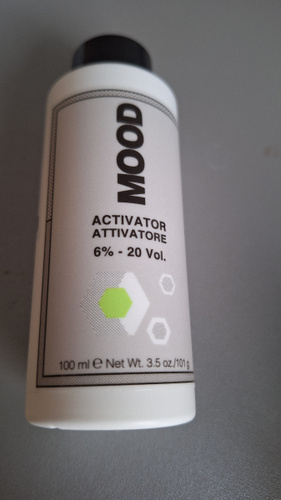 MOOD
ACTIVATOR
ATTIVATORE
6% - 20 Vol.
100 ml ℮ Net Wt. 3.5 oz./101 g